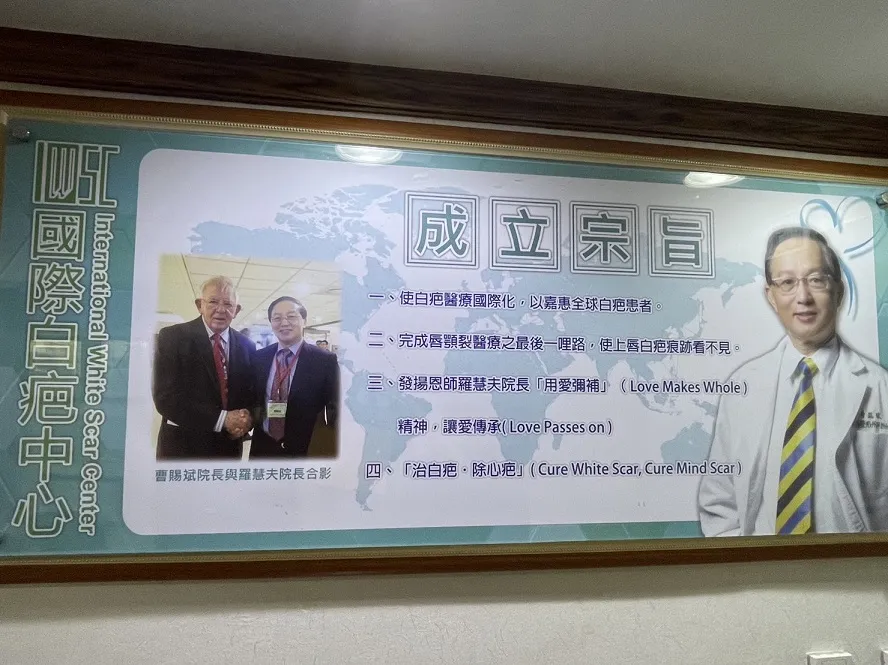 IWSC
國際白疤中心
International White Scar Center
成立宗旨
一、使白疤醫療國際化，以嘉惠全球白疤患者。
二、完成唇顎裂醫療之最後一哩路，使上唇白疤痕跡看不見。
三、發揚恩師羅慧夫院長「用愛彌補」（Love Makes Whole）
精神，讓愛傳承(Love Passes on)
四、「治白疤・除心疤」(Cure White Scar, Cure Mind Scar)
曹賜斌院長與羅慧夫院長合影